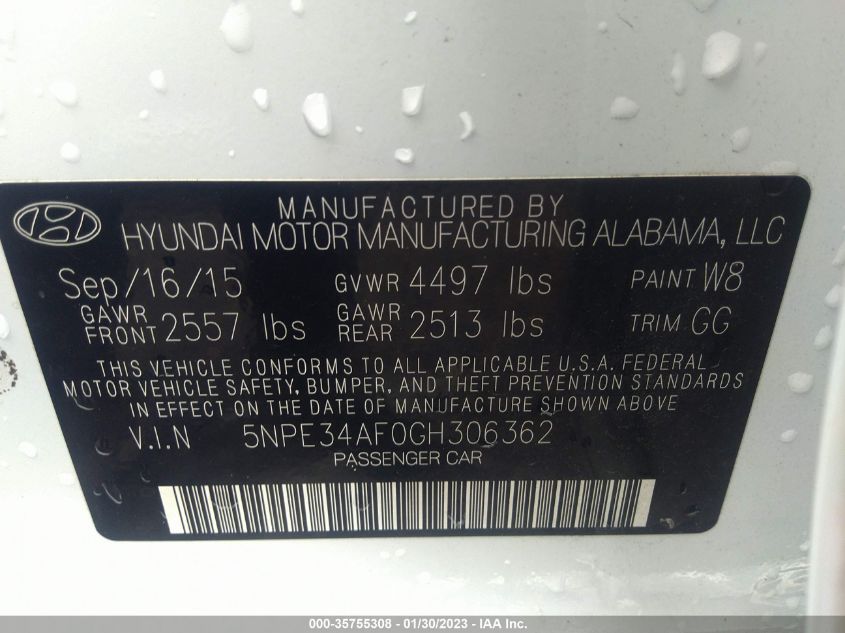 MANUFACTURED BY
HYUNDAI MOTOR MANUFACTURING ALABAMA, LLC
Sep/16/15 GVWR 4497 lbs PAINT W8
GAWR FRONT 2557 lbs GAWR REAR 2513 lbs TRIM GG
THIS VEHICLE CONFORMS TO ALL APPLICABLE U.S.A. FEDERAL
MOTOR VEHICLE SAFETY, BUMPER, AND THEFT PREVENTION STANDARDS
IN EFFECT ON THE DATE OF MANUFACTURE SHOWN ABOVE
V.I.N 5NPE34AF0GH306362
PASSENGER CAR
000-35755308 - 01/30/2023 - IAA Inc.